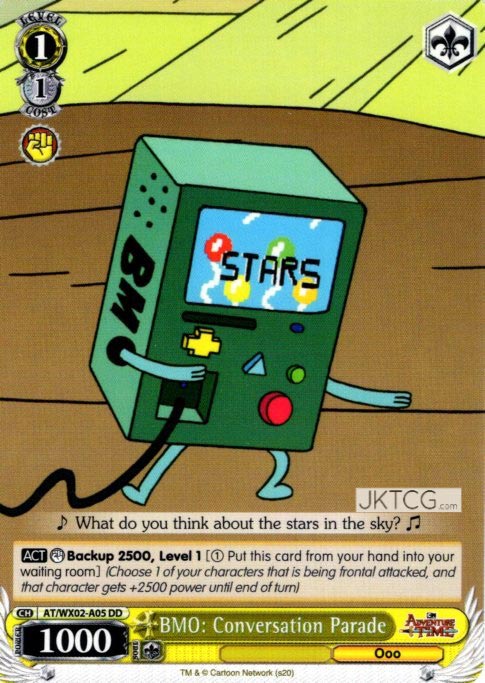 LEVEL
1
1
COST
BMO
STARS
JKTCG.com
♪ What do you think about the stars in the sky? ♫
ACT Backup 2500, Level 1 [① Put this card from your hand into your
waiting room] (Choose 1 of your characters that is being frontal attacked, and
that character gets +2500 power until end of turn)
CH AT/WX02-A05 DD
POWER 1000 SOUL
BMO: Conversation Parade
CN ADVENTURE TIME
Ooo
TM & © Cartoon Network (s20)